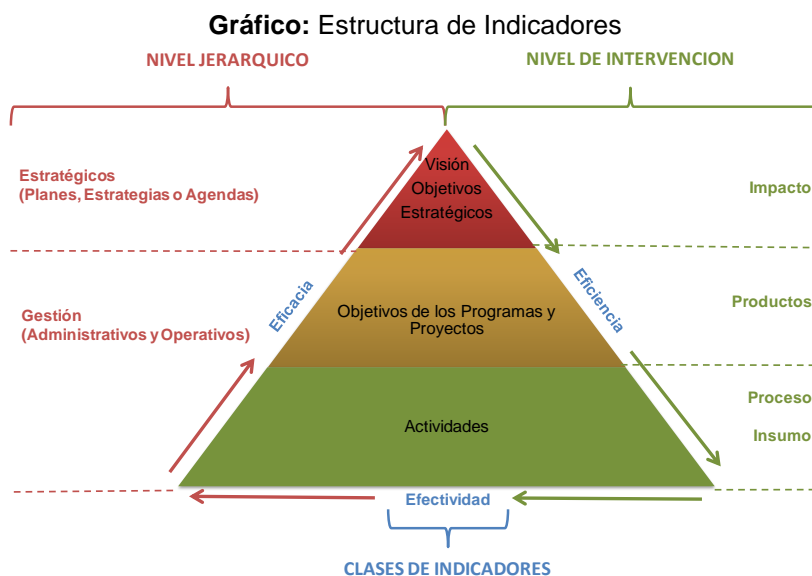 Gráfico: Estructura de Indicadores
NIVEL JERARQUICO
NIVEL DE INTERVENCION
Estratégicos
(Planes, Estrategias o Agendas)
Visión
Objetivos
Estratégicos
Impacto
Eficacia
Eficiencia
Gestión
(Administrativos y Operativos)
Objetivos de los Programas y
Proyectos
Productos
Actividades
Proceso
Insumo
Efectividad
CLASES DE INDICADORES